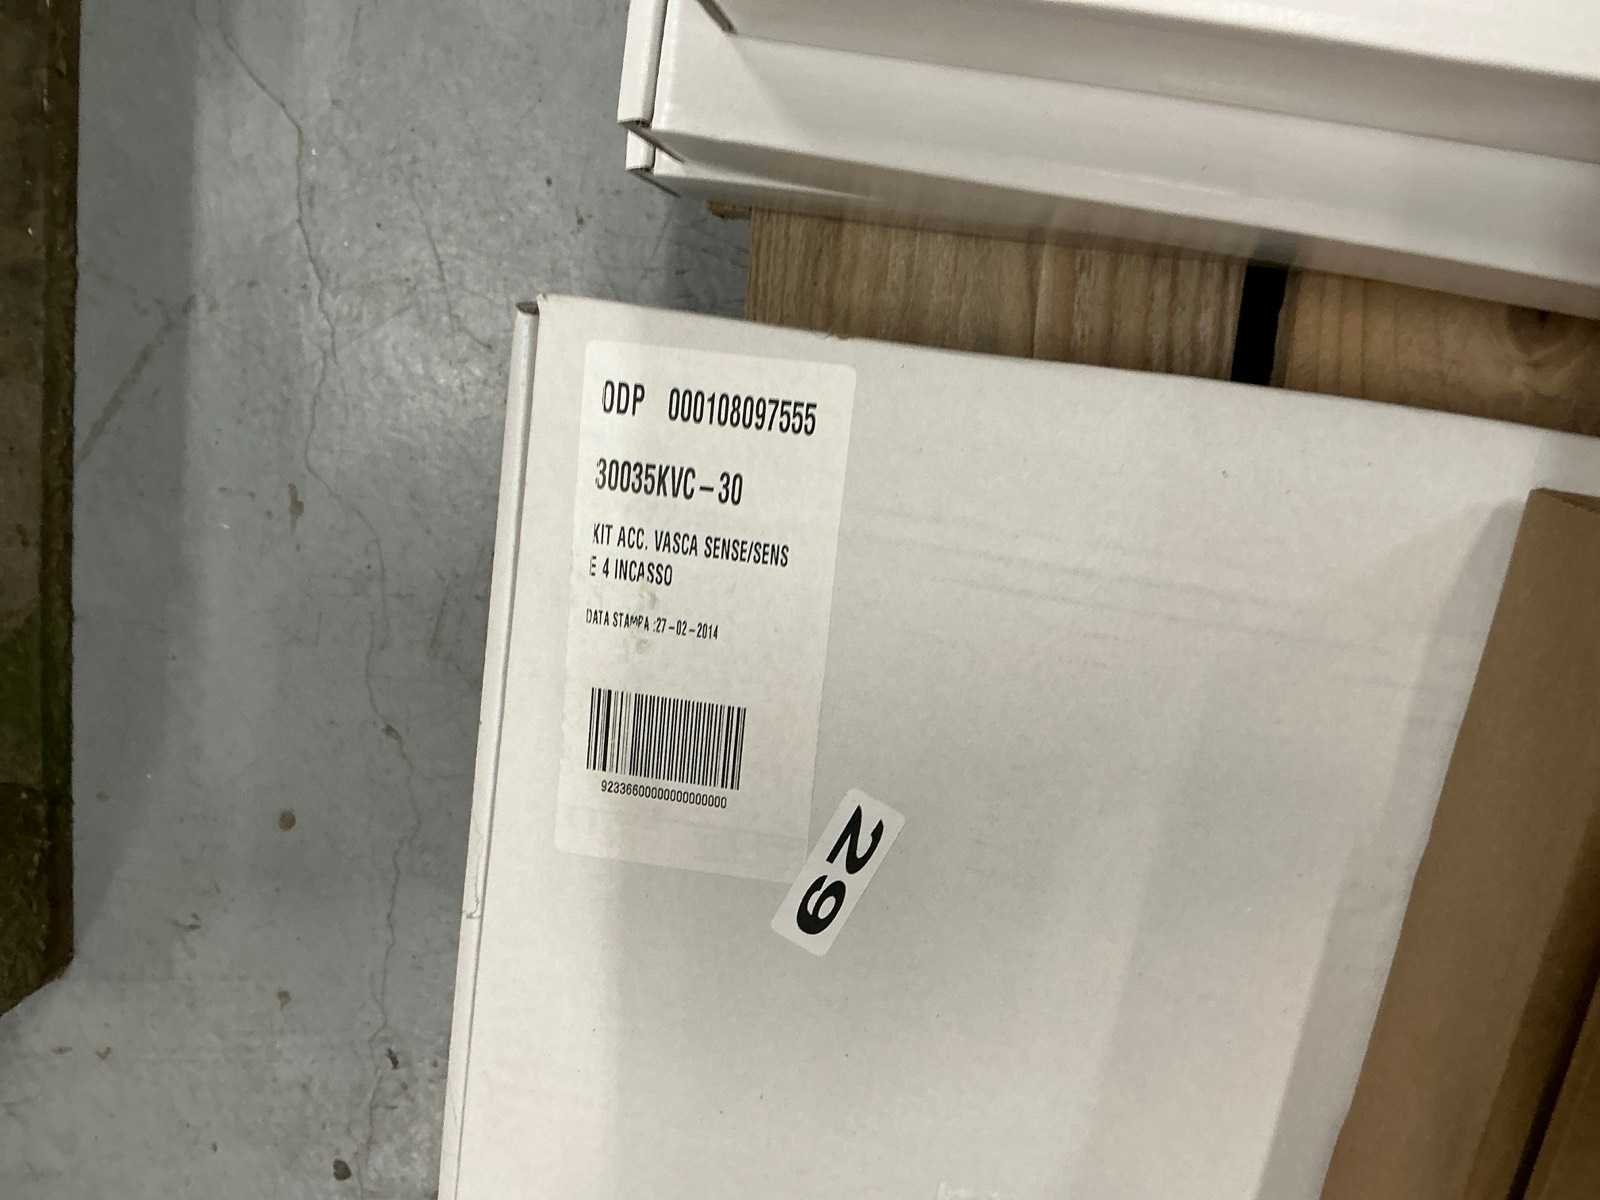 ODP 000108097555
30035KVC-30
KIT ACC. VASCA SENSE/SENS
E 4 INCASSO
DATA STAMPA :27-02-2014
92336600000000000000
29